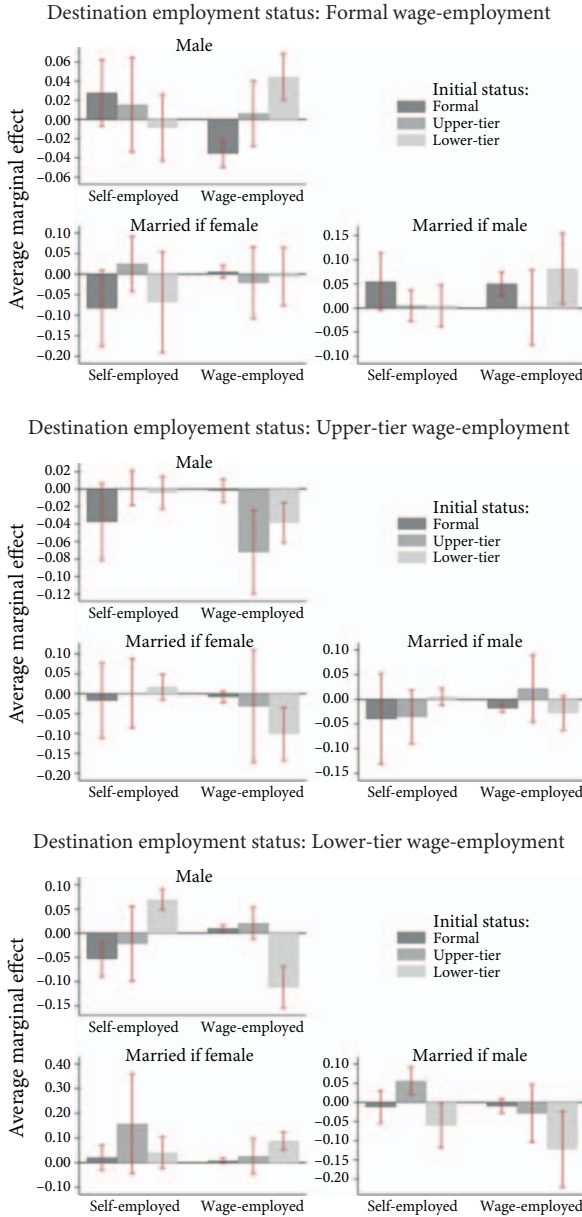 Destination employment status: Formal wage-employment
Male
0.06
0.04
0.02
0.00
−0.02
−0.04
−0.06
Self-employed Wage-employed
Initial status:
Formal
Upper-tier
Lower-tier
Average marginal effect
Married if female
0.10
0.05
0.00
−0.05
−0.10
−0.15
−0.20
Self-employed Wage-employed
Married if male
0.15
0.10
0.05
0.00
−0.05
−0.10
Self-employed Wage-employed
Destination employement status: Upper-tier wage-employment
Male
0.02
0.00
−0.02
−0.04
−0.06
−0.08
−0.10
−0.12
Self-employed Wage-employed
Initial status:
Formal
Upper-tier
Lower-tier
Average marginal effect
Married if female
0.10
0.05
0.00
−0.05
−0.10
−0.15
−0.20
Self-employed Wage-employed
Married if male
0.10
0.05
0.00
−0.05
−0.10
−0.15
Self-employed Wage-employed
Destination employment status: Lower-tier wage-employment
Male
0.10
0.05
0.00
−0.05
−0.10
−0.15
Self-employed Wage-employed
Initial status:
Formal
Upper-tier
Lower-tier
Average marginal effect
Married if female
0.40
0.30
0.20
0.10
0.00
−0.10
Self-employed Wage-employed
Married if male
0.10
0.05
0.00
−0.05
−0.10
−0.15
−0.20
Self-employed Wage-employed